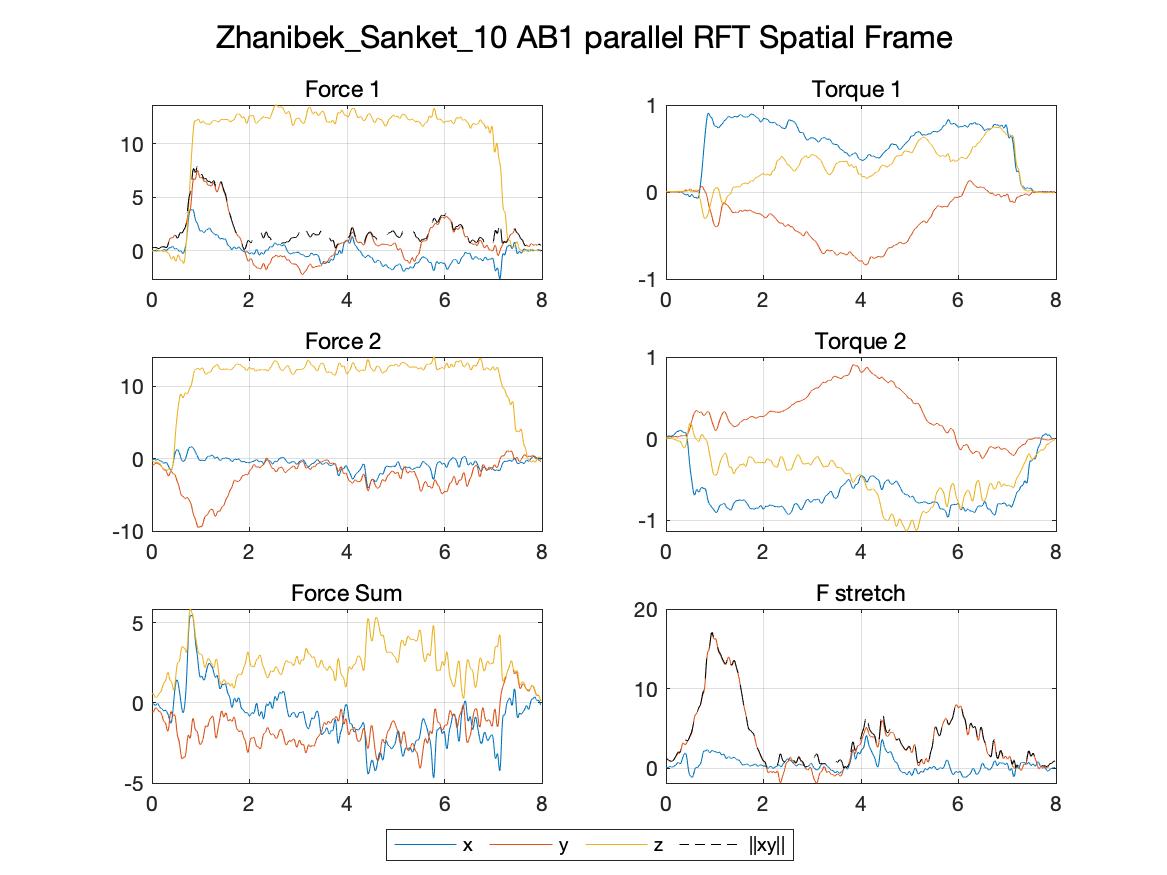 Zhanibek_Sanket_10 AB1 parallel RFT Spatial Frame
Force 1
10
5
0
0 2 4 6 8
Torque 1
1
0
-1
0 2 4 6 8
Force 2
10
0
-10
0 2 4 6 8
Torque 2
1
0
-1
0 2 4 6 8
Force Sum
5
0
-5
0 2 4 6 8
F stretch
20
10
0
0 2 4 6 8
x y z ||xy||